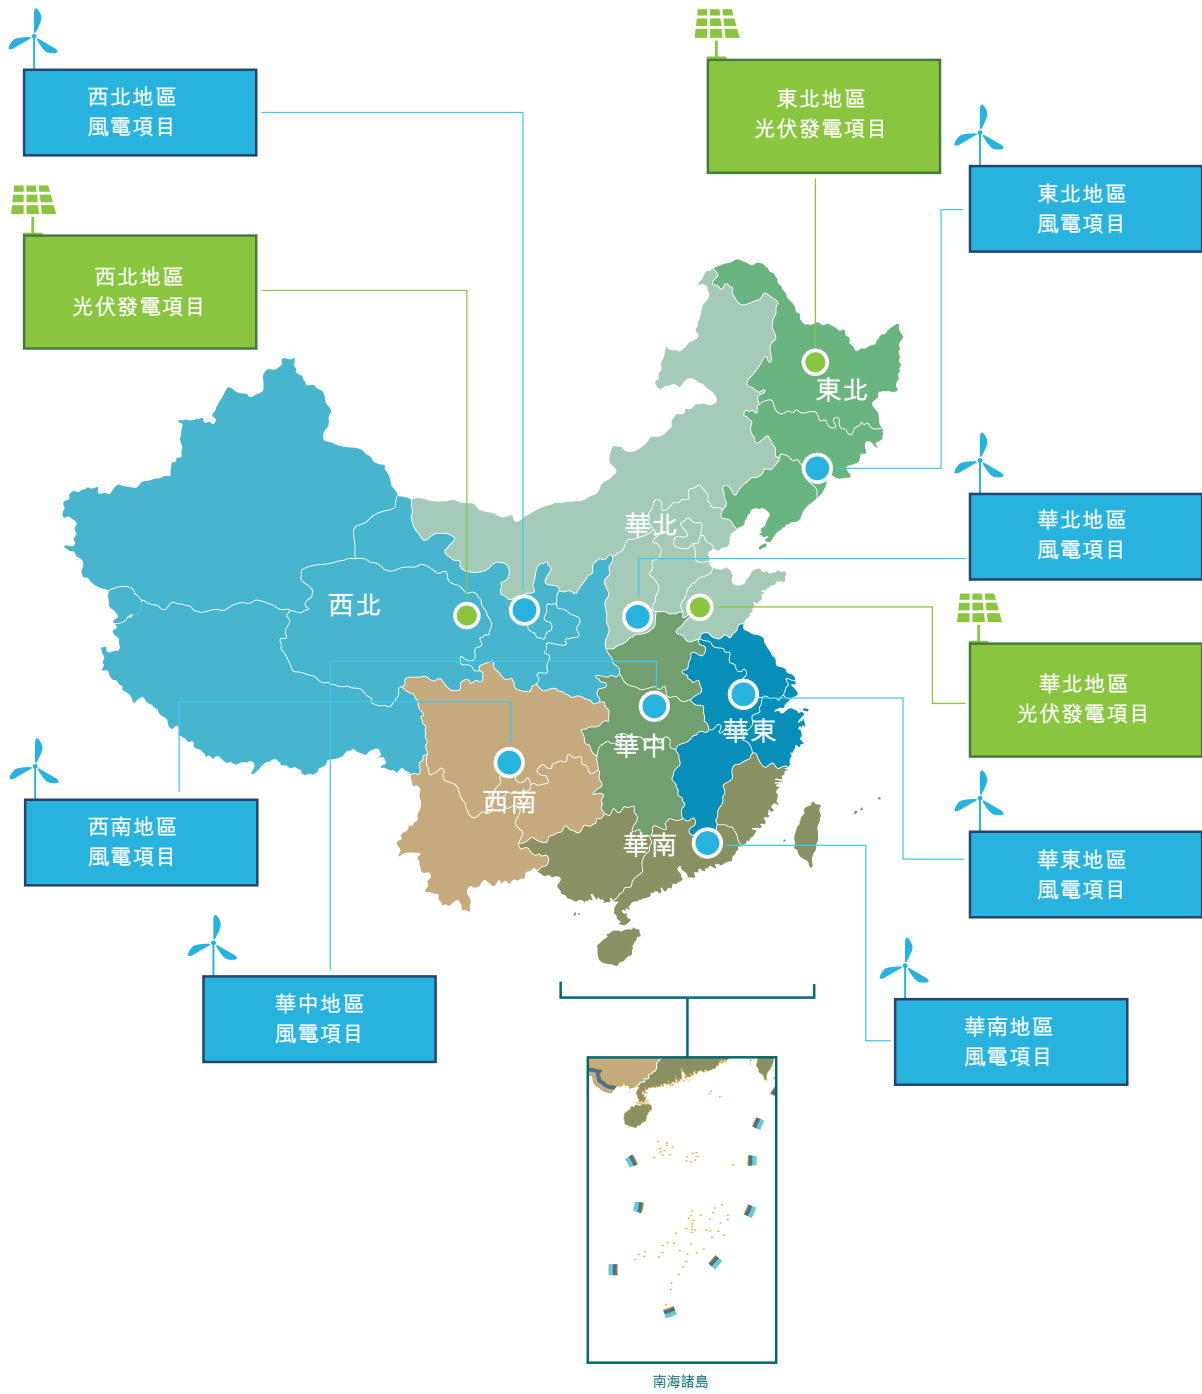 西北地區
風電項目
東北地區
光伏發電項目
東北地區
風電項目
西北地區
光伏發電項目
東北
華北
華北地區
風電項目
西北
華北地區
光伏發電項目
華東
華中
西南
華南
西南地區
風電項目
華東地區
風電項目
華中地區
風電項目
華南地區
風電項目
南海諸島